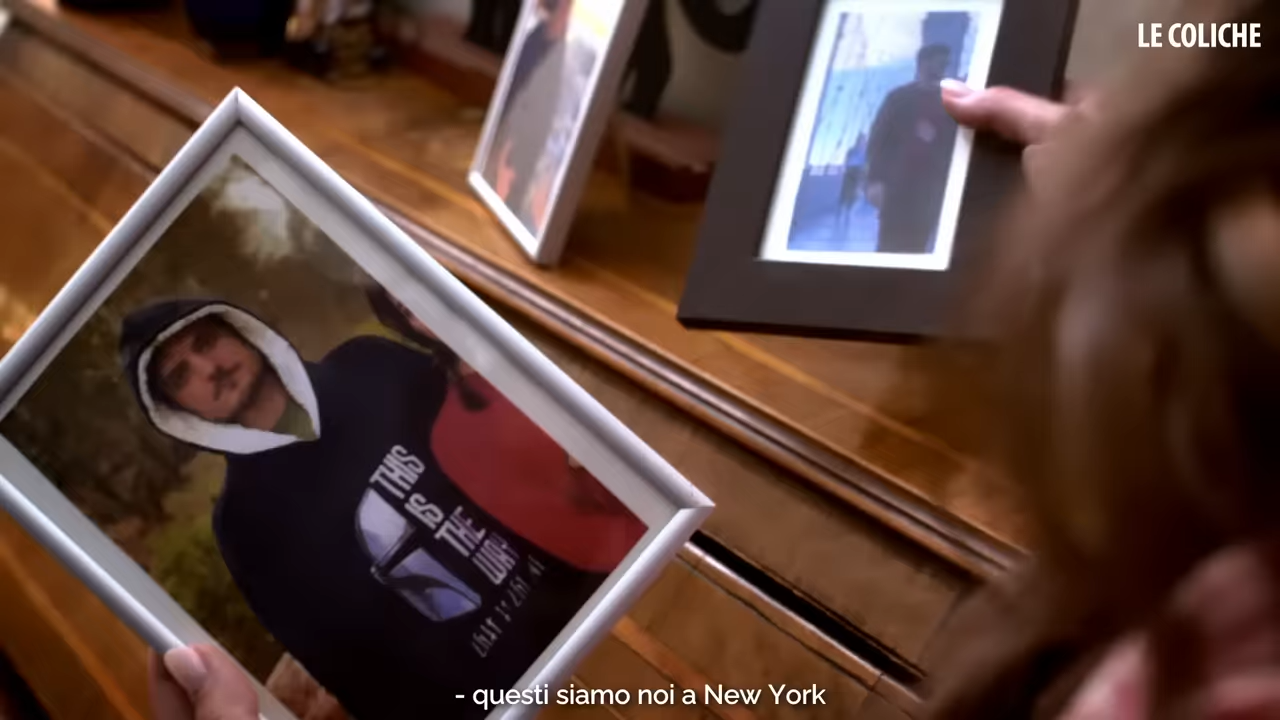 LE COLICHE
THIS
IS
THE
WAY
- questi siamo noi a New York